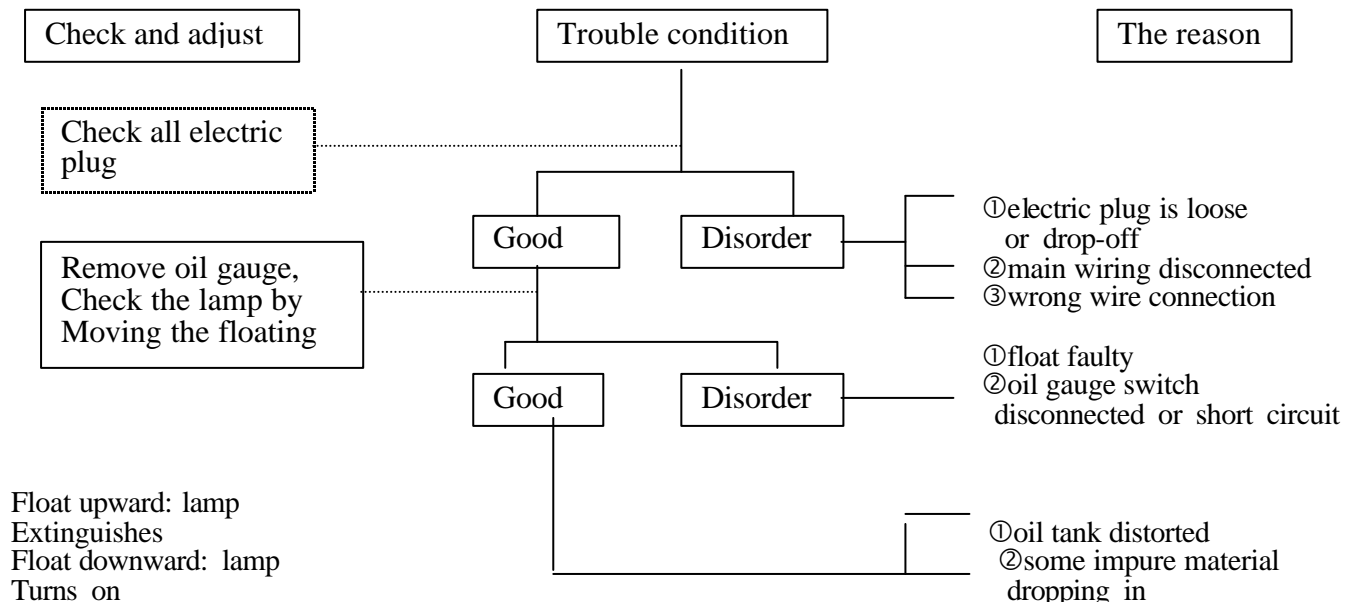 Check and adjust
Trouble condition
The reason
Check all electric
plug
Good
Disorder
①electric plug is loose
or drop-off
②main wiring disconnected
③wrong wire connection
Remove oil gauge,
Check the lamp by
Moving the floating
Good
Disorder
①float faulty
②oil gauge switch
disconnected or short circuit
Float upward: lamp
Extinguishes
Float downward: lamp
Turns on
①oil tank distorted
②some impure material
dropping in